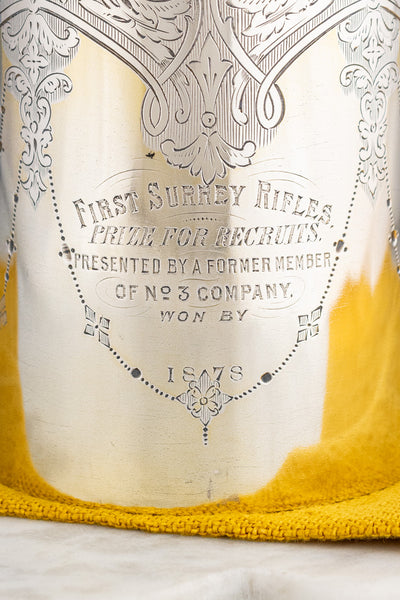 First Surrey Rifles,
PRIZE FOR RECRUITS.
PRESENTED BY A FORMER MEMBER
OF No 3 COMPANY.
WON BY
1878